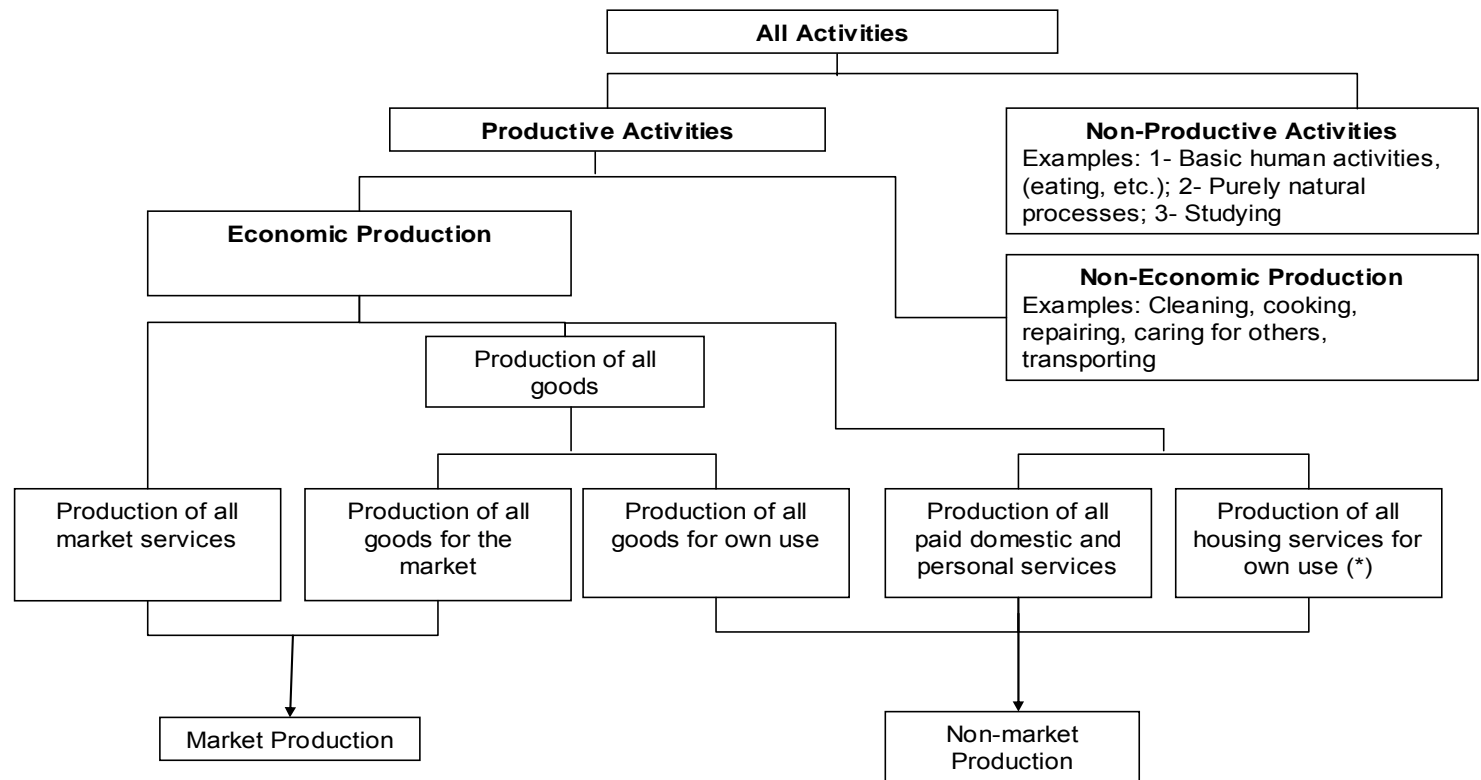 All Activities
Productive Activities
Non-Productive Activities
Examples: 1- Basic human activities,
(eating, etc.); 2- Purely natural
processes; 3- Studying
Economic Production
Non-Economic Production
Examples: Cleaning, cooking,
repairing, caring for others,
transporting
Production of all
goods
Production of all
market services
Production of all
goods for the
market
Production of all
goods for own use
Production of all
paid domestic and
personal services
Production of all
housing services for
own use (*)
Market Production
Non-market
Production